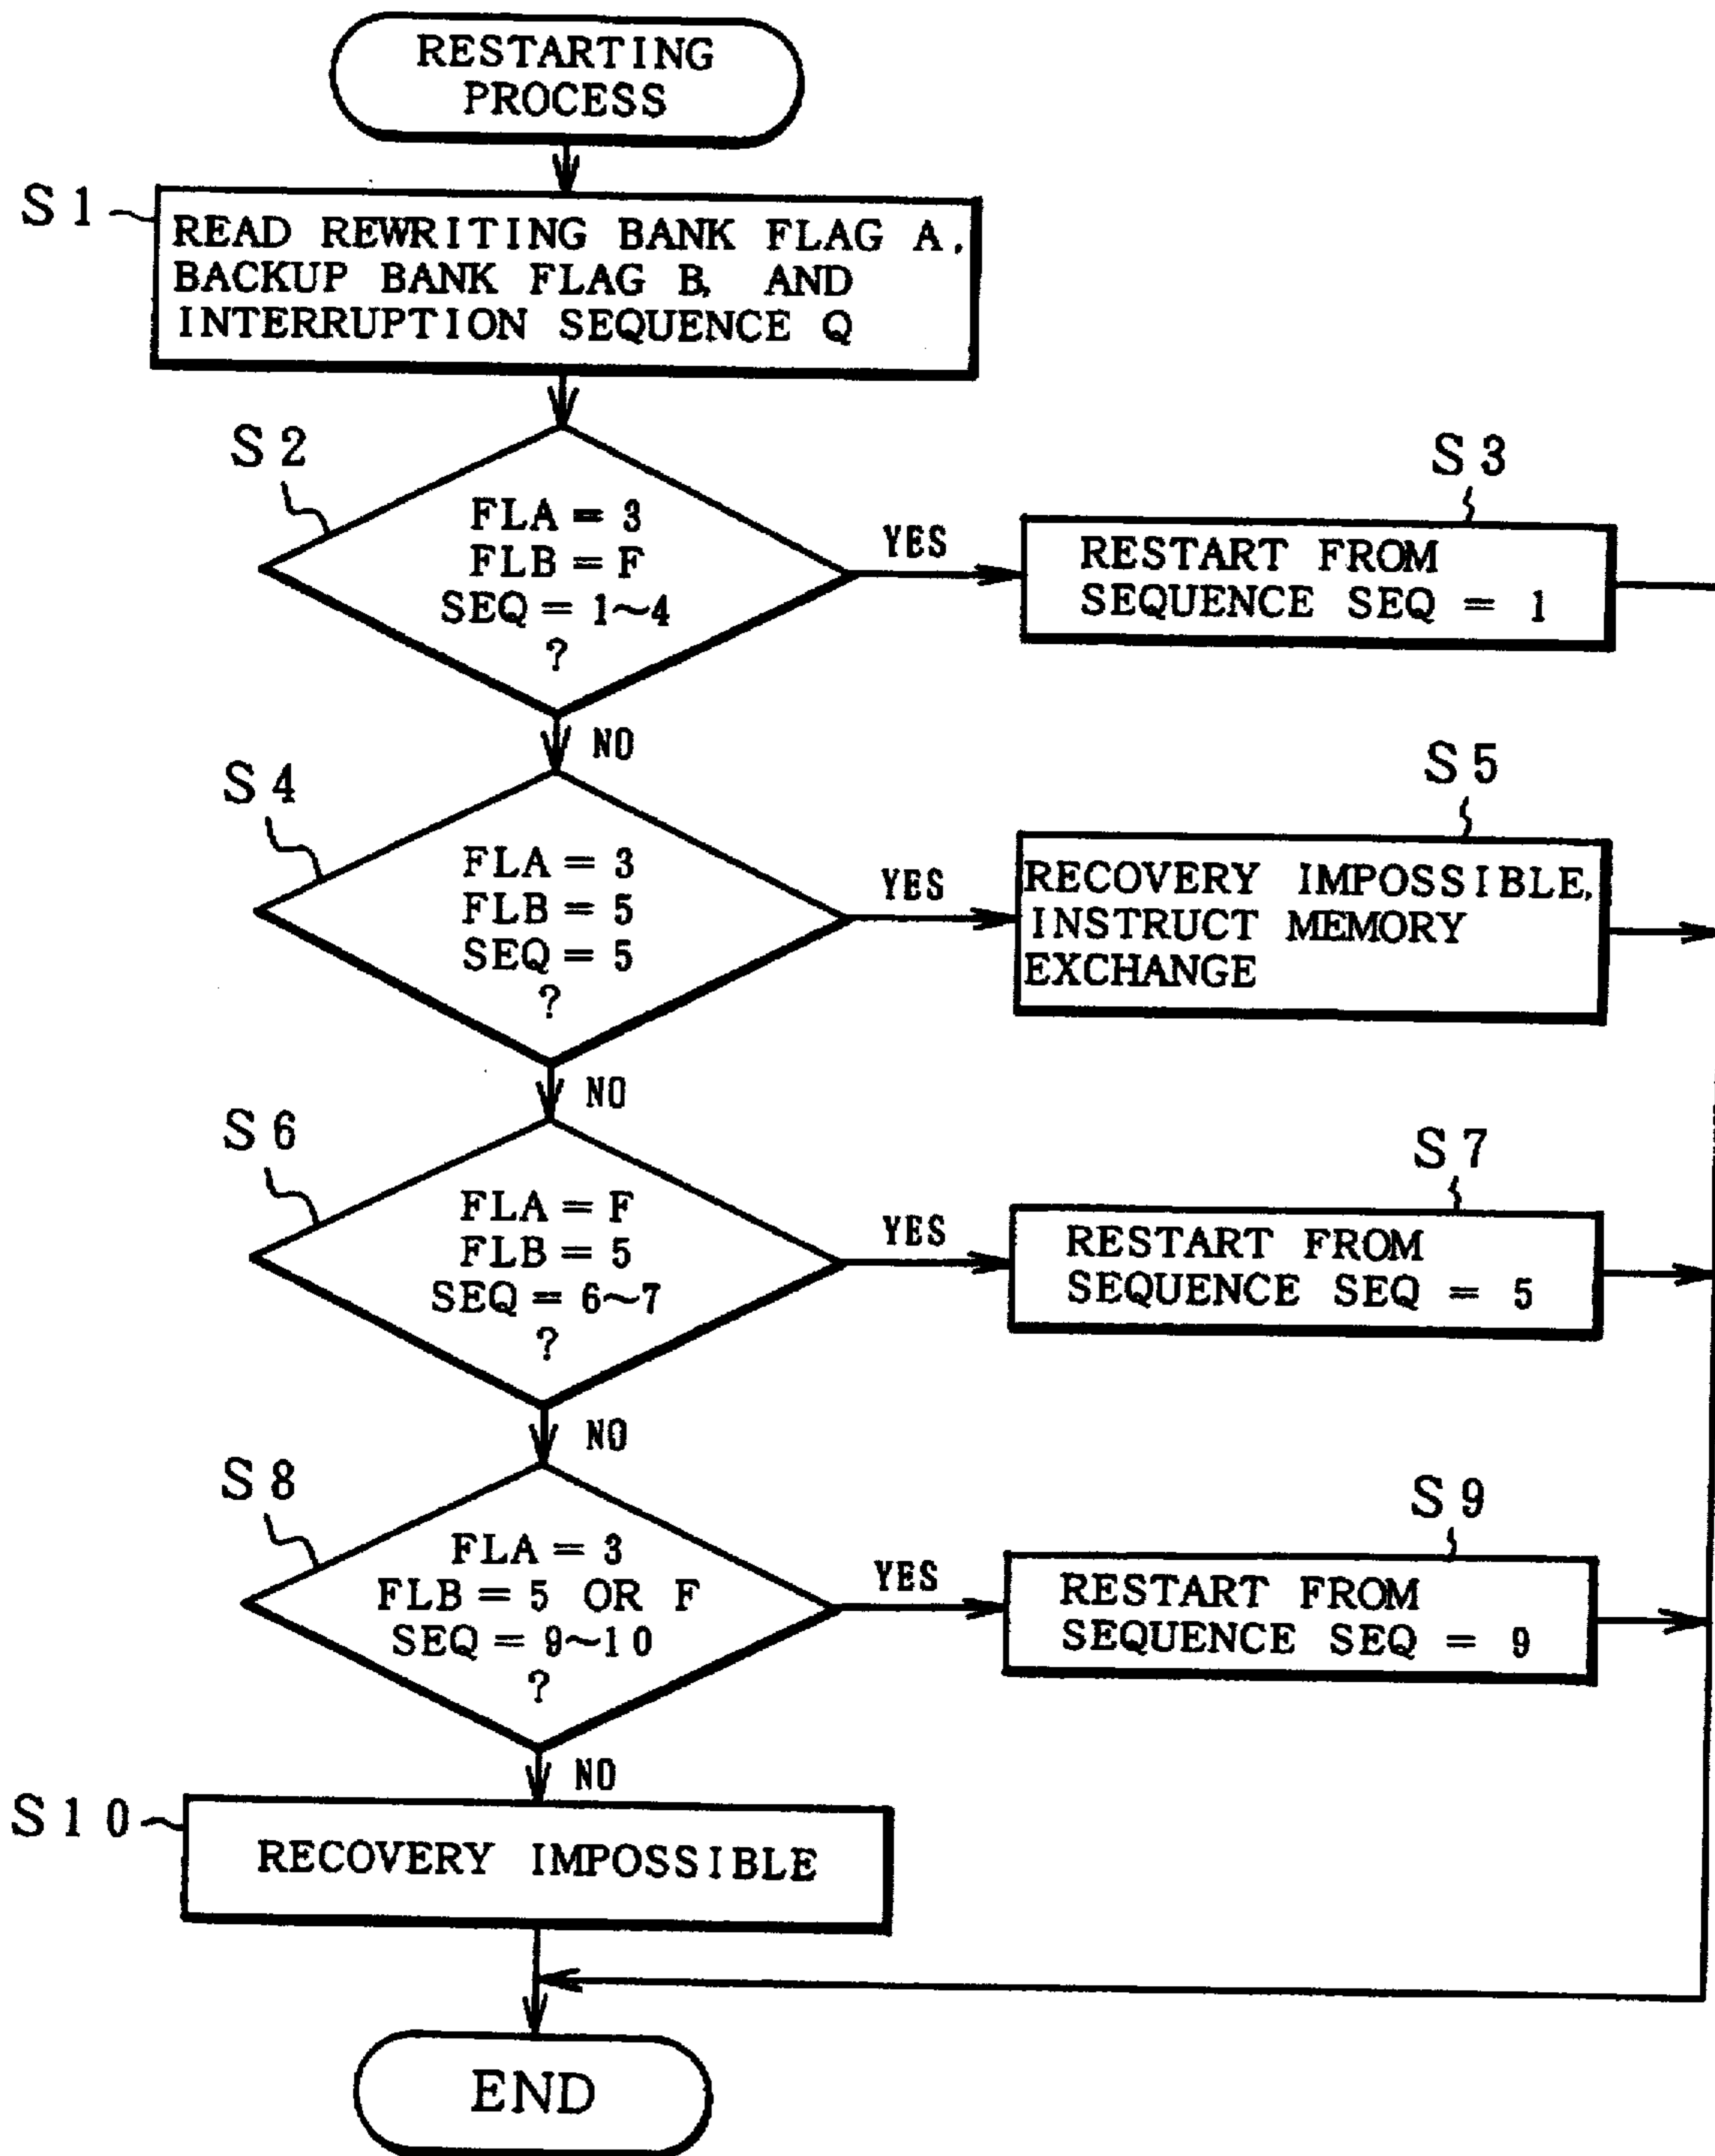 RESTARTING
PROCESS
S1
READ REWRITING BANK FLAG A,
BACKUP BANK FLAG B, AND
INTERRUPTION SEQUENCE Q
S2
FLA = 3
FLB = F
SEQ = 1~4
?
YES
S3
RESTART FROM
SEQUENCE SEQ = 1
NO
S4
FLA = 3
FLB = 5
SEQ = 5
?
YES
S5
RECOVERY IMPOSSIBLE,
INSTRUCT MEMORY
EXCHANGE
NO
S6
FLA = F
FLB = 5
SEQ = 6~7
?
YES
S7
RESTART FROM
SEQUENCE SEQ = 5
NO
S8
FLA = 3
FLB = 5 OR F
SEQ = 9~10
?
YES
S9
RESTART FROM
SEQUENCE SEQ = 9
NO
S10
RECOVERY IMPOSSIBLE
END